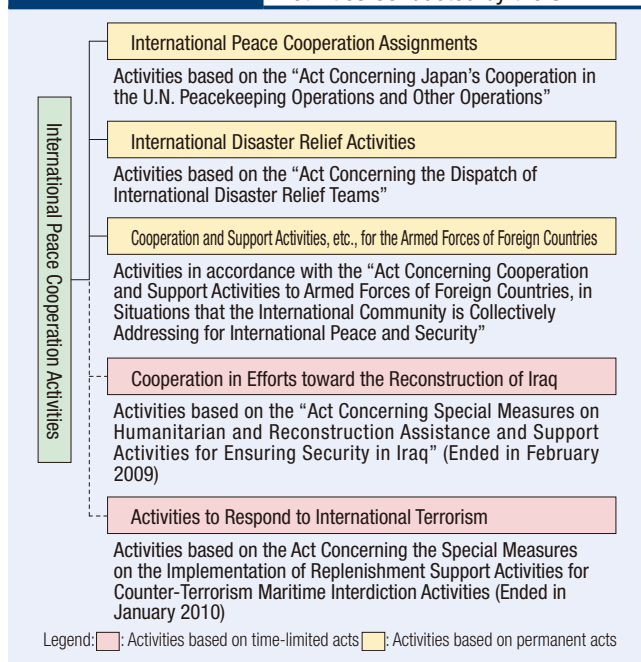 International Peace Cooperation Activities
International Peace Cooperation Assignments
Activities based on the “Act Concerning Japan’s Cooperation in
the U.N. Peacekeeping Operations and Other Operations”
International Disaster Relief Activities
Activities based on the “Act Concerning the Dispatch of
International Disaster Relief Teams”
Cooperation and Support Activities, etc., for the Armed Forces of Foreign Countries
Activities in accordance with the “Act Concerning Cooperation
and Support Activities to Armed Forces of Foreign Countries, in
Situations that the International Community is Collectively
Addressing for International Peace and Security”
Cooperation in Efforts toward the Reconstruction of Iraq
Activities based on the “Act Concerning Special Measures on
Humanitarian and Reconstruction Assistance and Support
Activities for Ensuring Security in Iraq” (Ended in February
2009)
Activities to Respond to International Terrorism
Activities based on the Act Concerning the Special Measures
on the Implementation of Replenishment Support Activities for
Counter-Terrorism Maritime Interdiction Activities (Ended in
January 2010)
Legend: : Activities based on time-limited acts : Activities based on permanent acts